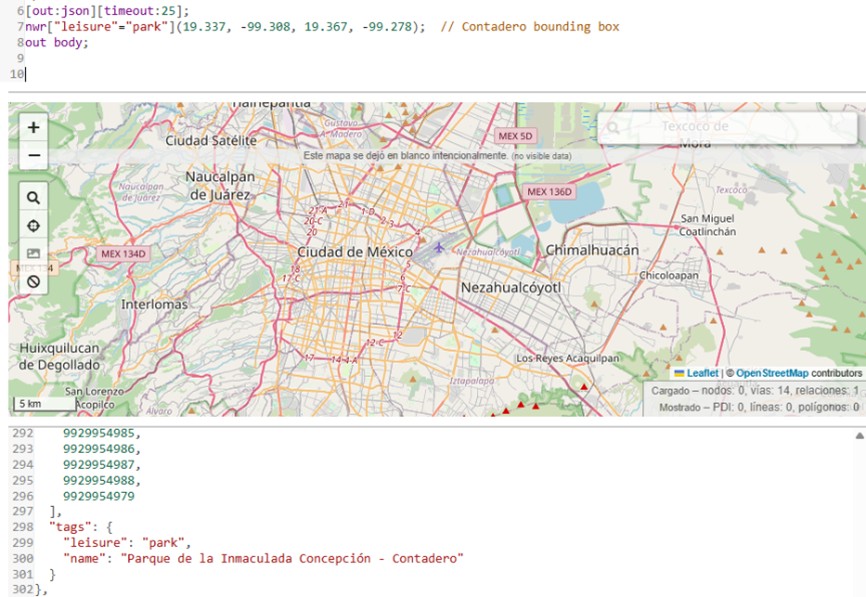 6 [out:json][timeout:25];
7 nwr["leisure"="park"](19.337, -99.308, 19.367, -99.278);  // Contadero bounding box
8 out body;
9
10
Gustavo A. Madero
Ciudad Satélite
MEX 5D
Texcoco de
Mora
Este mapa se dejó en blanco intencionalmente. (no visible data)
Naucalpan
de Juárez
Naucalpan
de Juárez
MEX 136D
Texcoco
San Miguel
Coatlinchán
MEX 134D
Ciudad de México
Nezahualcóyotl
Chimalhuacán
Chicoloapan
Nezahualcóyotl
Interlomas
Huixquilucan
de Degollado
Los Reyes Acaquilpan
Iztapalapa
San Lorenzo
Acopilco
Álvaro
5 km
Leaflet | © OpenStreetMap contributors
Cargado – nodos: 0, vías: 14, relaciones: 1
Mostrado – PDI: 0, líneas: 0, polígonos: 0
292 9929954985,
293 9929954986,
294 9929954987,
295 9929954988,
296 9929954979
297 ],
298 "tags": {
299 "leisure": "park",
300 "name": "Parque de la Inmaculada Concepción - Contadero"
301 }
302 },